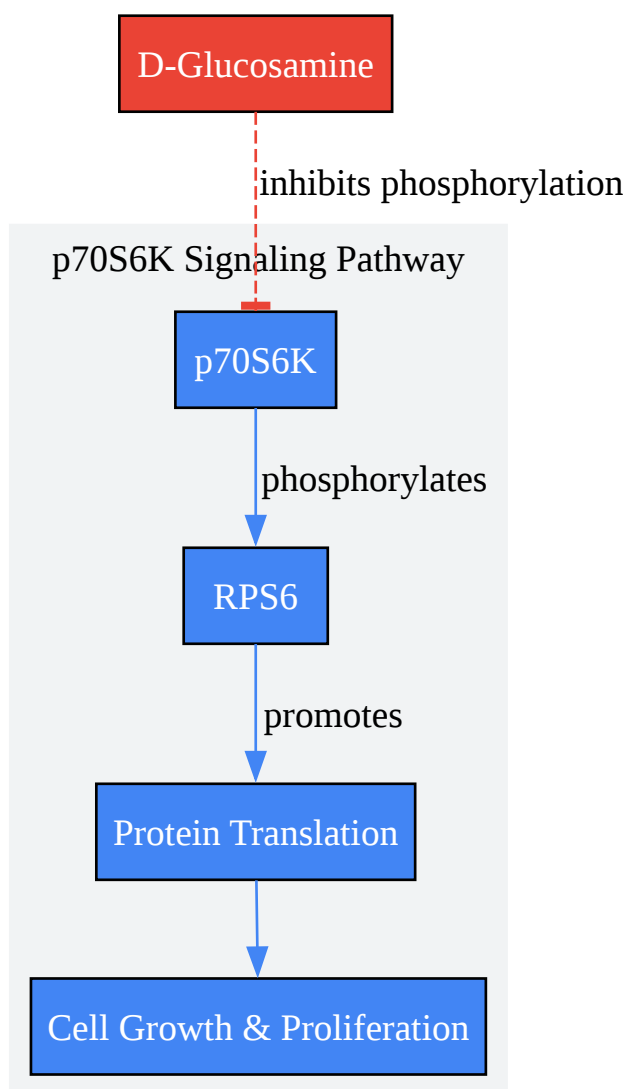 D-Glucosamine
inhibits phosphorylation
p70S6K Signaling Pathway
p70S6K
phosphorylates
RPS6
promotes
Protein Translation
Cell Growth & Proliferation